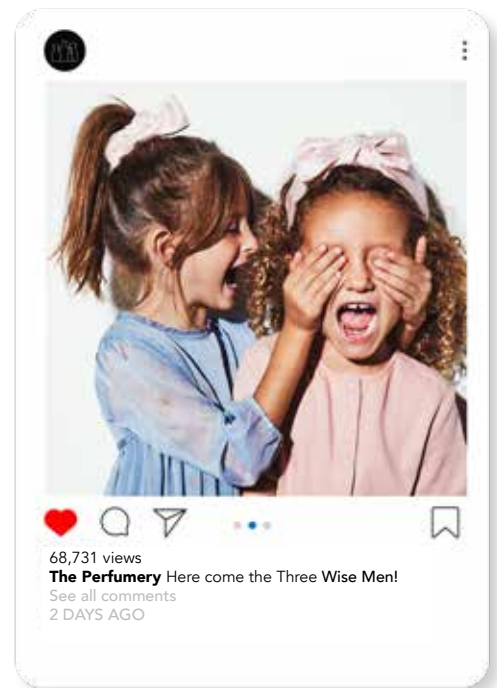 68,731 views
The Perfumery Here come the Three Wise Men!
See all comments
2 DAYS AGO